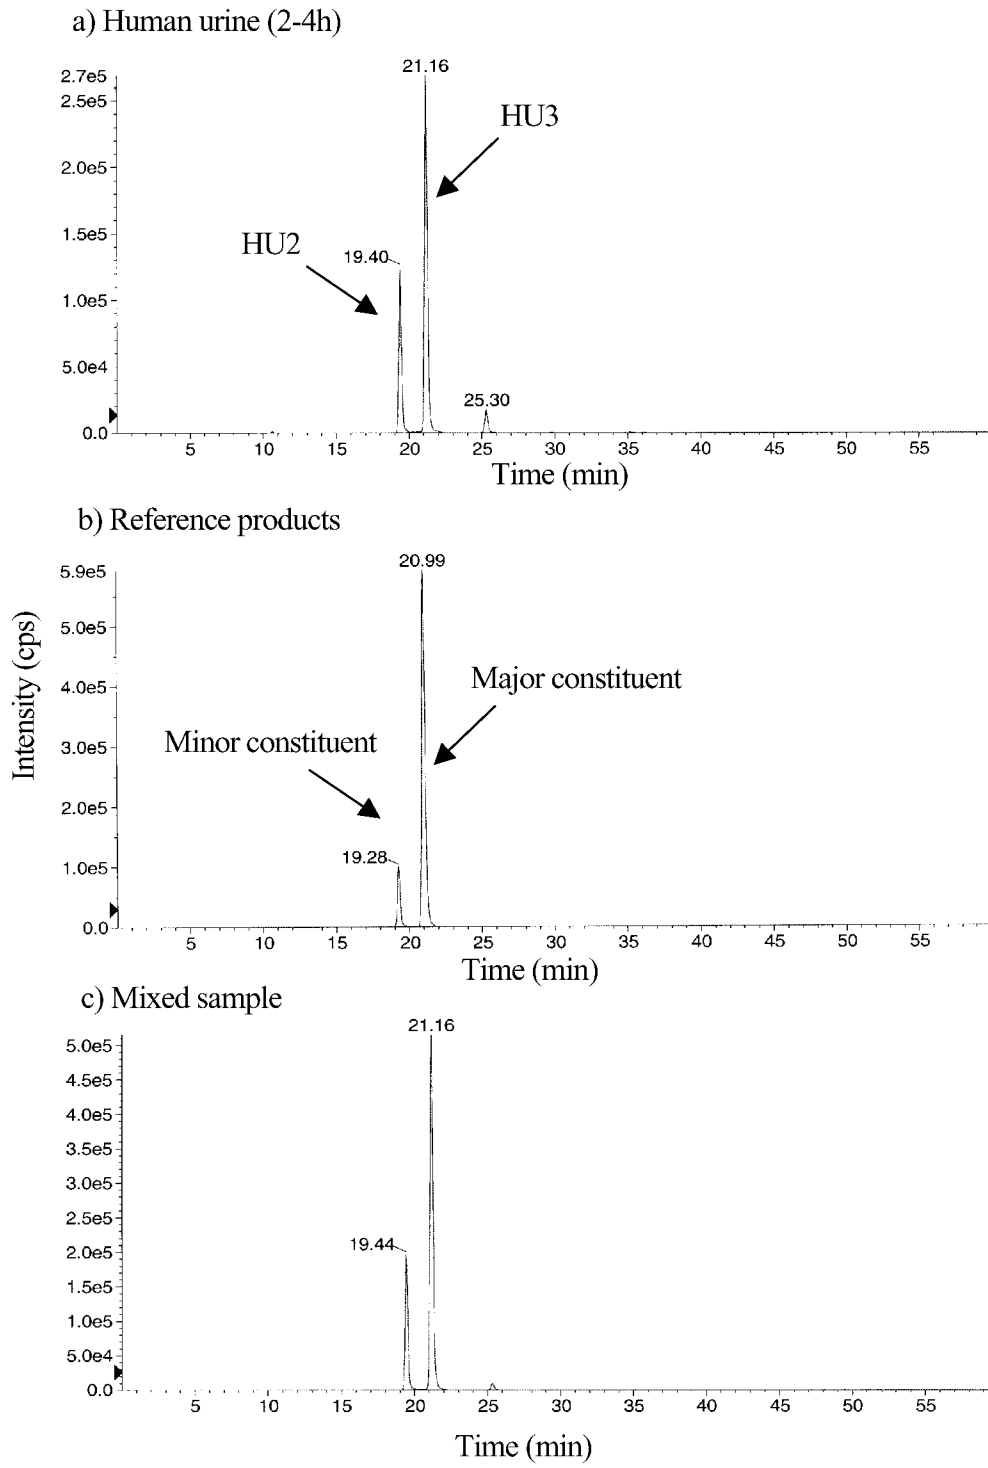 a) Human urine (2-4h)
21.16
2.7e5
2.5e5
HU3
2.0e5
1.5e5
HU2
19.40
1.0e5
5.0e4
25.30
0.0
5 10 15 20 25 30 35 40 45 50 55
Time (min)
b) Reference products
20.99
5.9e5
5.0e5
Intensity (cps)
4.0e5
Major constituent
3.0e5
Minor constituent
2.0e5
19.28
1.0e5
0.0
5 10 15 20 25 30 35 40 45 50 55
Time (min)
c) Mixed sample
21.16
5.0e5
4.5e5
4.0e5
3.5e5
3.0e5
2.5e5
19.44
2.0e5
1.5e5
1.0e5
5.0e4
0.0
5 10 15 20 25 30 35 40 45 50 55
Time (min)